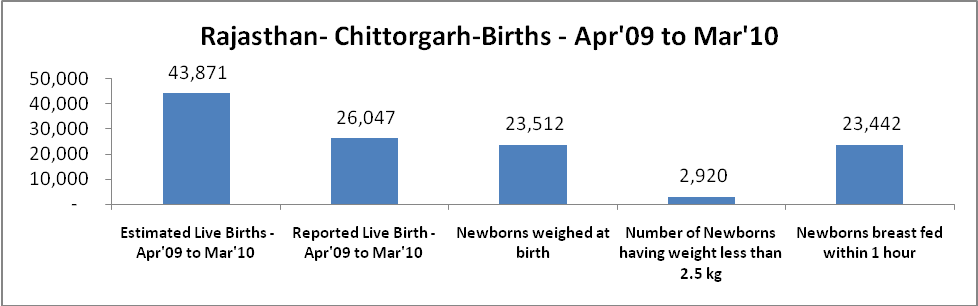 Rajasthan- Chittorgarh-Births - Apr'09 to Mar'10
50,000
40,000
30,000
20,000
10,000
-
43,871
26,047
23,512
2,920
23,442
Estimated Live Births -
Apr'09 to Mar'10
Reported Live Birth -
Apr'09 to Mar'10
Newborns weighed at
birth
Number of Newborns
having weight less than
2.5 kg
Newborns breast fed
within 1 hour